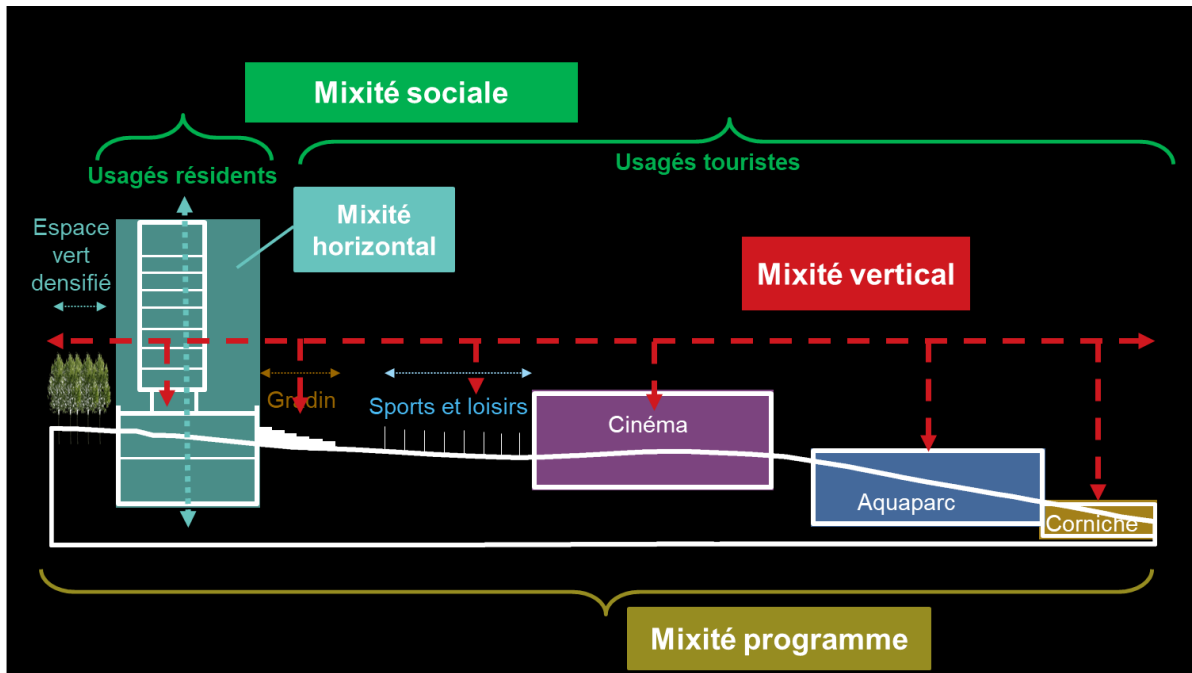 Mixité sociale
Usagés résidents
Usagés touristes
Mixité
horizontal
Espace
vert
densifié
Mixité vertical
Gradin
Sports et loisirs
Cinéma
Aquaparc
Corniche
Mixité programme